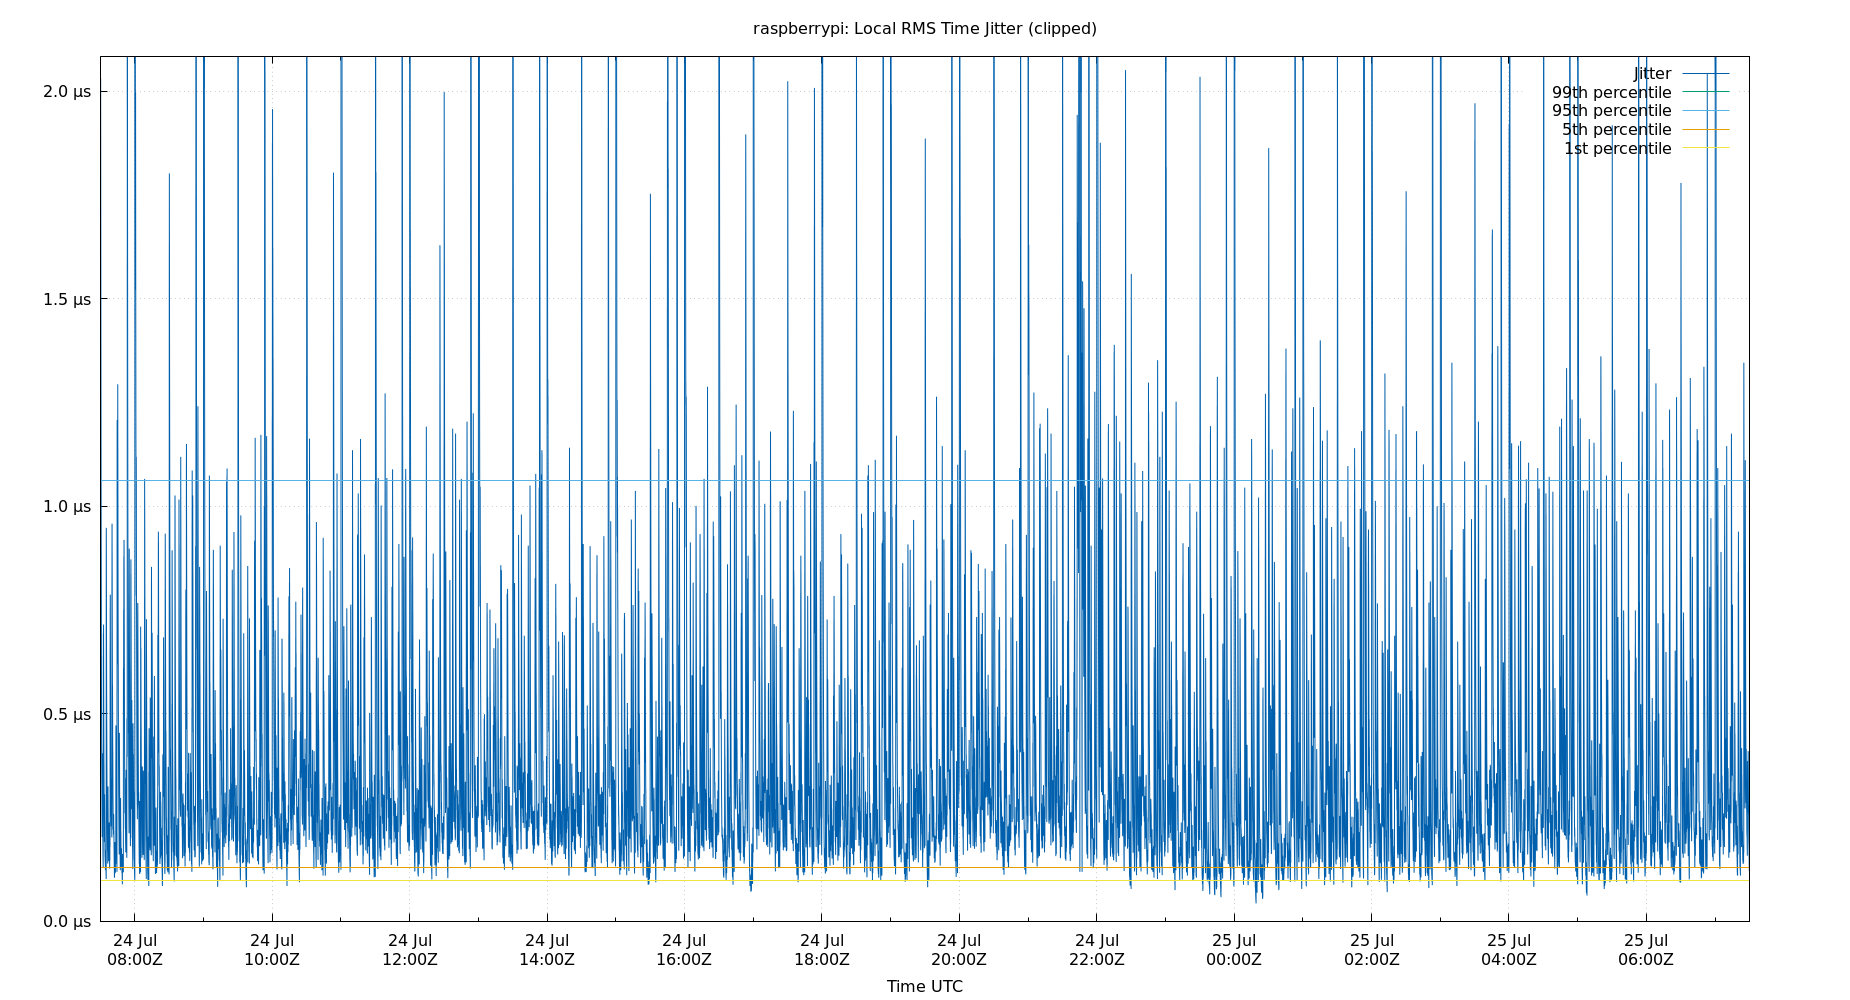 raspberrypi: Local RMS Time Jitter (clipped)
2.0 µs
1.5 µs
1.0 µs
0.5 µs
0.0 µs
Jitter
99th percentile
95th percentile
5th percentile
1st percentile
24 Jul 24 Jul 24 Jul 24 Jul 24 Jul 24 Jul 24 Jul 24 Jul 25 Jul 25 Jul 25 Jul 25 Jul
08:00Z 10:00Z 12:00Z 14:00Z 16:00Z 18:00Z 20:00Z 22:00Z 00:00Z 02:00Z 04:00Z 06:00Z
Time UTC